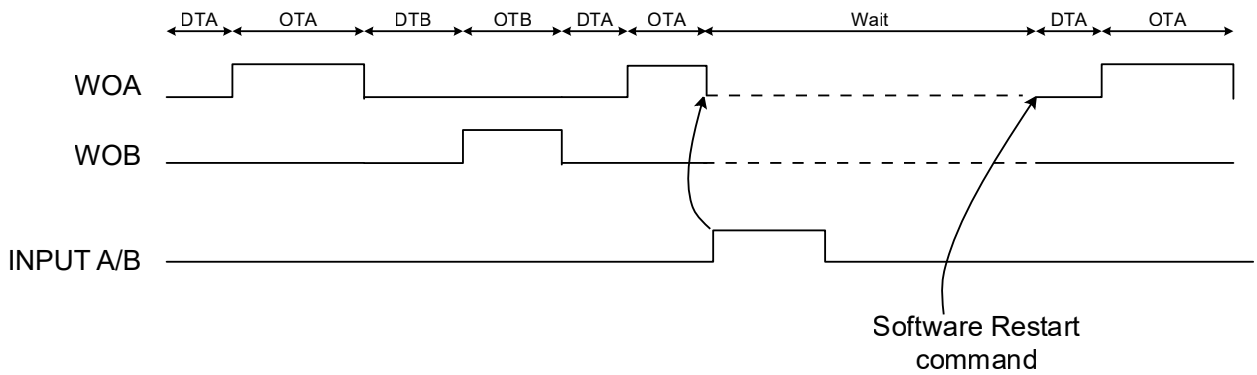 DTA OTA DTB OTB DTA OTA Wait DTA OTA
WOA
WOB
INPUT A/B
Software Restart
command